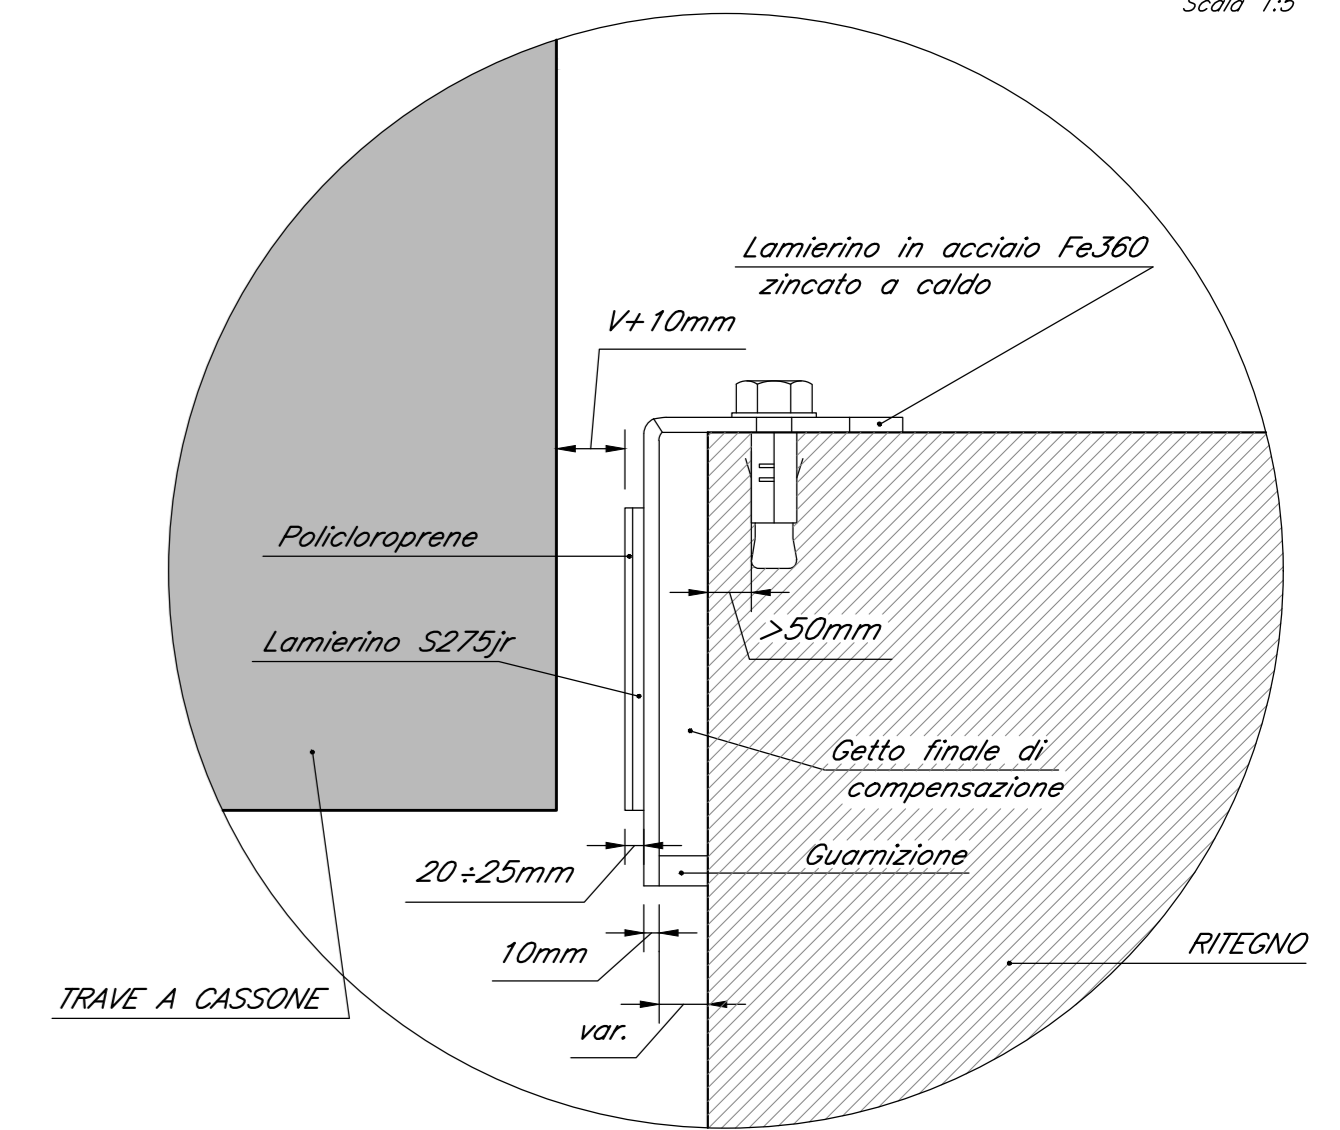 Scala 1:5
Lamierino in acciaio Fe360
zincato a caldo
V+10mm
Policloroprene
>50mm
Lamierino S275jr
Getto finale di
compensazione
Guarnizione
20÷25mm
RITEGNO
10mm
TRAVE A CASSONE
var.